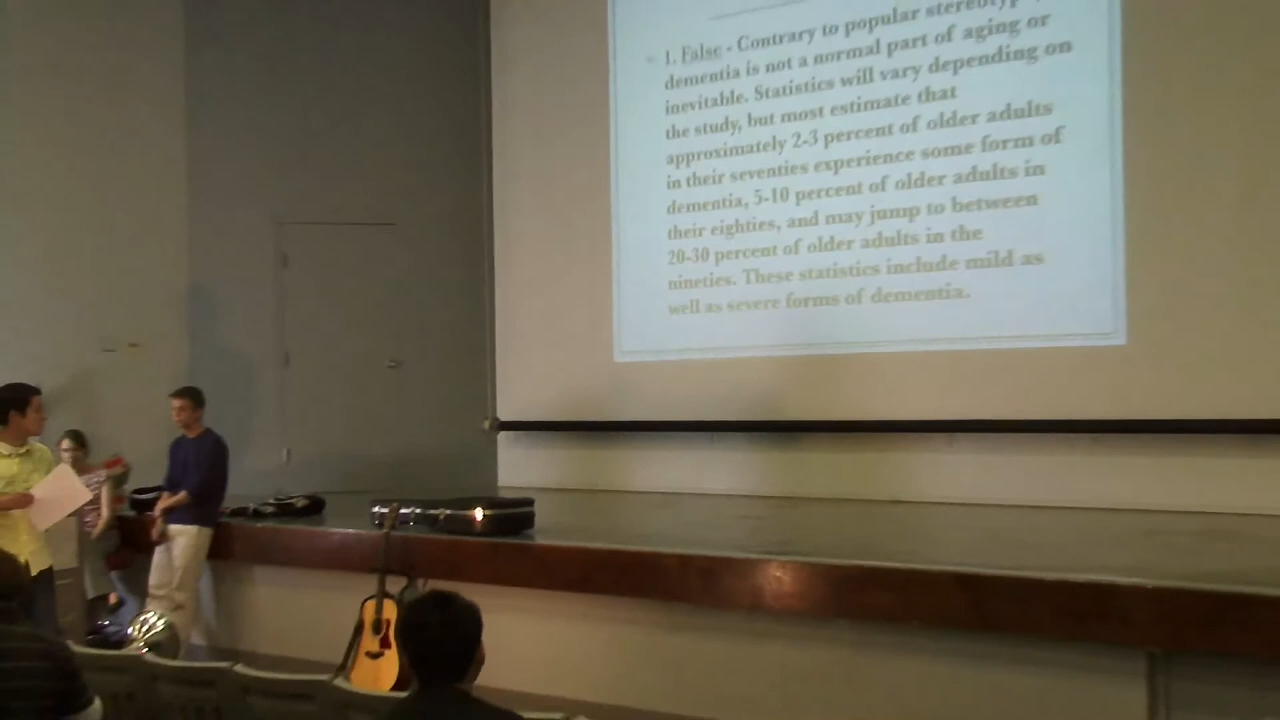 1. False - Contrary to popular
dementia is not a normal part of aging or
inevitable. Statistics will vary depending on
the study, but most estimate that
approximately 2-3 percent of older adults
in their seventies experience some form of
dementia, 5-10 percent of older adults in
their eighties, and may jump to between
20-30 percent of older adults in the
nineties. These statistics include mild as
well as severe forms of dementia.